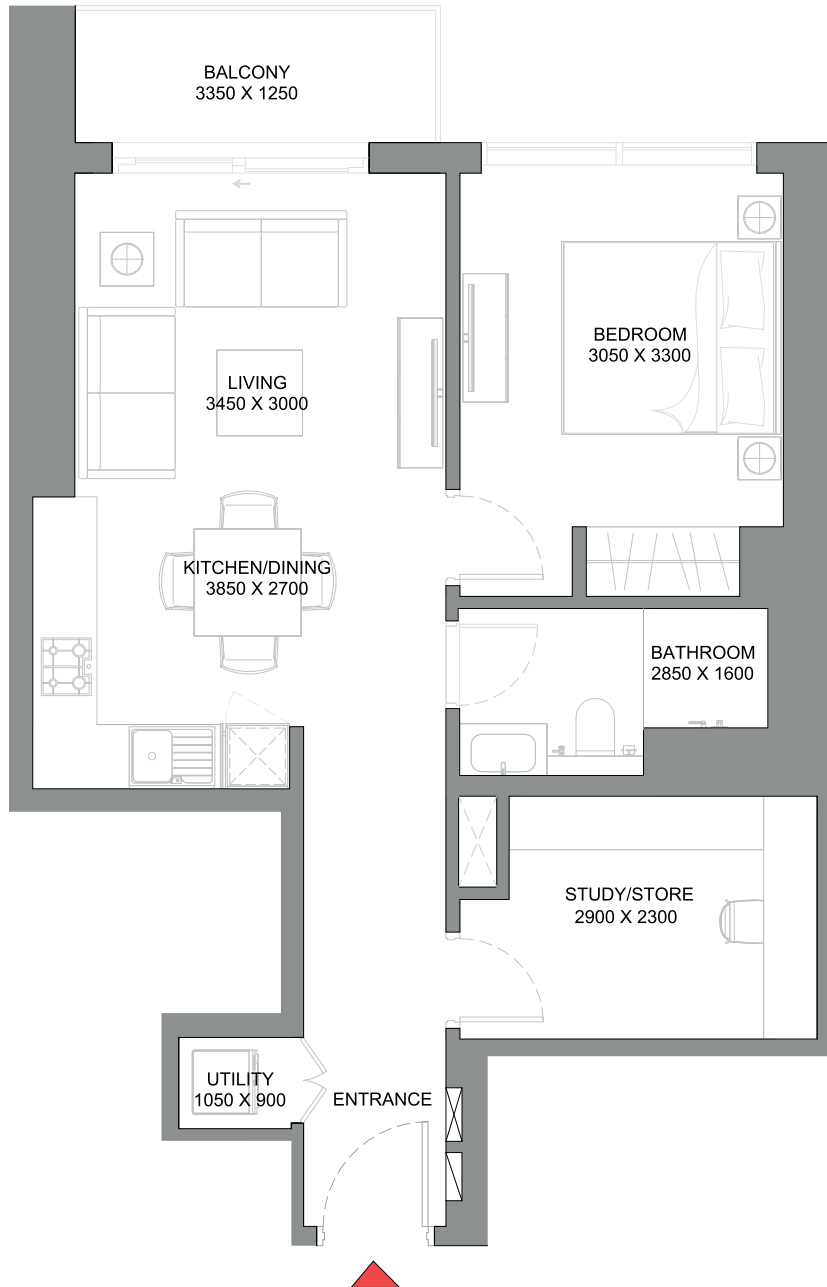 BALCONY
3350 X 1250
BEDROOM
3050 X 3300
LIVING
3450 X 3000
KITCHEN/DINING
3850 X 2700
BATHROOM
2850 X 1600
STUDY/STORE
2900 X 2300
UTILITY
1050 X 900
ENTRANCE